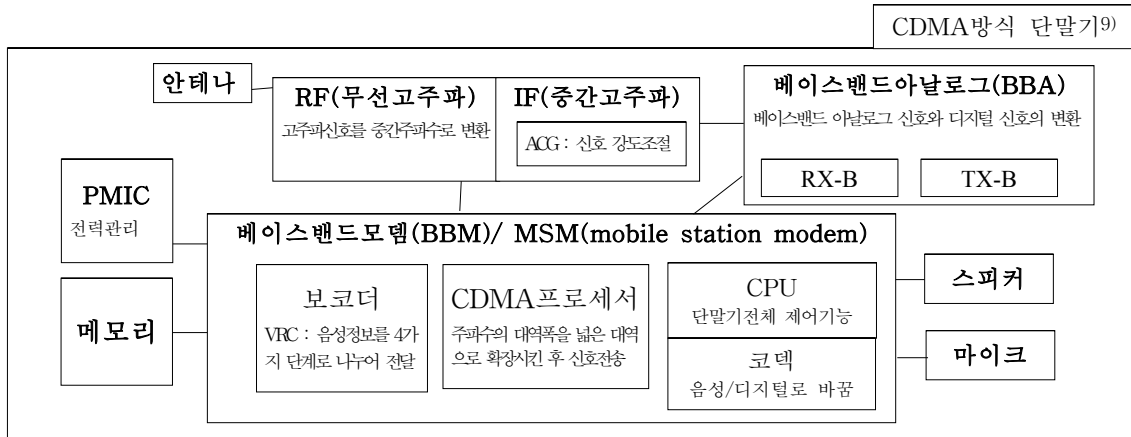 CDMA방식 단말기9)
안테나
RF(무선고주파)
고주파신호를 중간주파수로 변환
IF(중간고주파)
ACG : 신호 강도조절
베이스밴드아날로그(BBA)
베이스밴드 아날로그 신호와 디지털 신호의 변환
RX-B
TX-B
PMIC
전력관리
메모리
베이스밴드모뎀(BBM)/ MSM(mobile station modem)
보코더
VRC : 음성정보를 4가
지 단계로 나누어 전달
CDMA프로세서
주파수의 대역폭을 넓은 대역
으로 확장시킨 후 신호전송
CPU
단말기전체 제어기능
코덱
음성/디지털로 바꿈
스피커
마이크